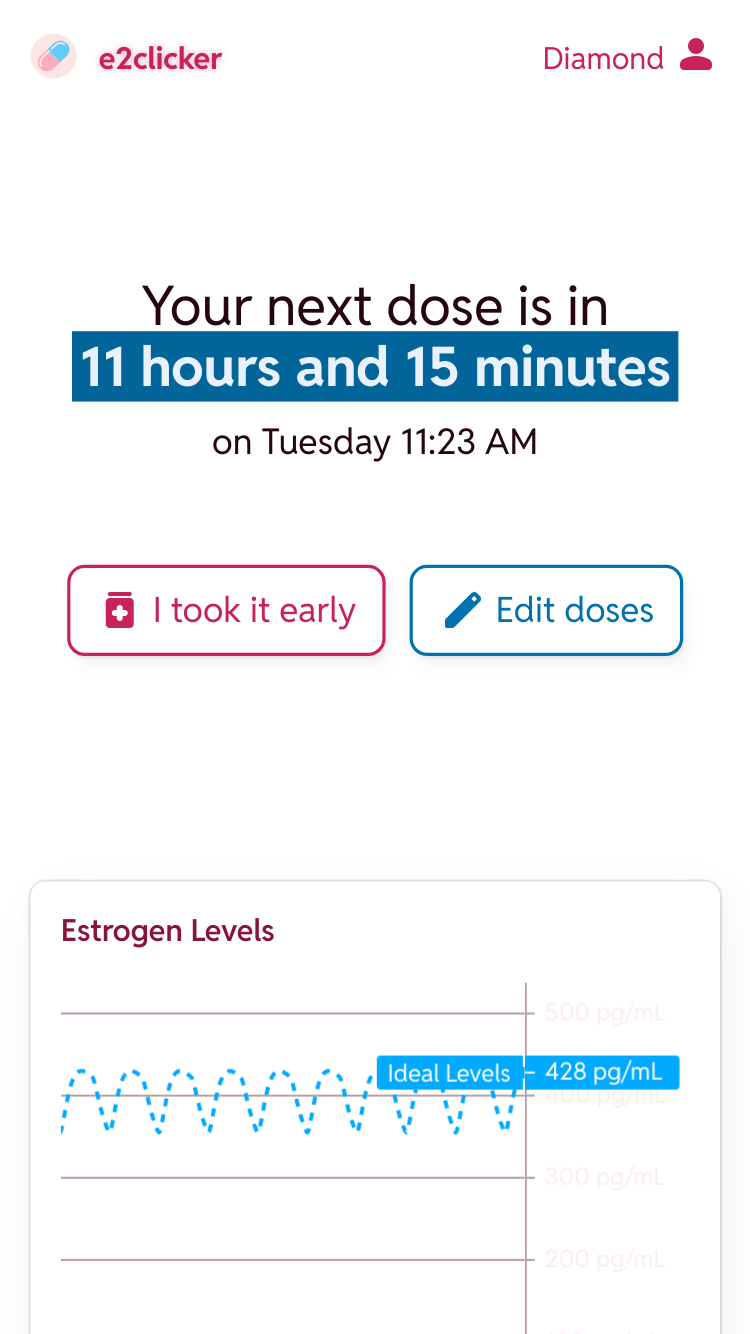 e2clicker
Diamond
Your next dose is in
11 hours and 15 minutes
on Tuesday 11:23 AM
I took it early
Edit doses
Estrogen Levels
500 pg/mL
Ideal Levels
428 pg/mL
400 pg/mL
300 pg/mL
200 pg/mL